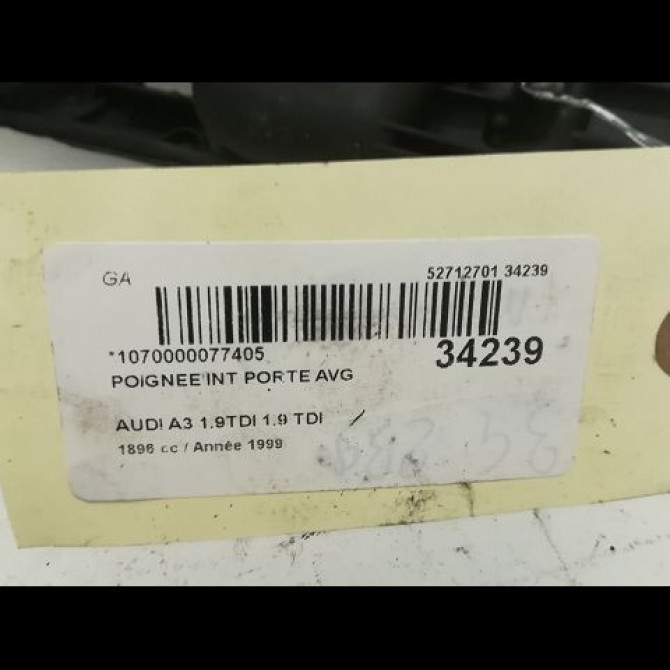 GA
52712701 34239
*1070000077405
34239
POIGNEE INT PORTE AVG
AUDI A3 1.9TDI 1.9 TDI /
1896 cc / Année 1999